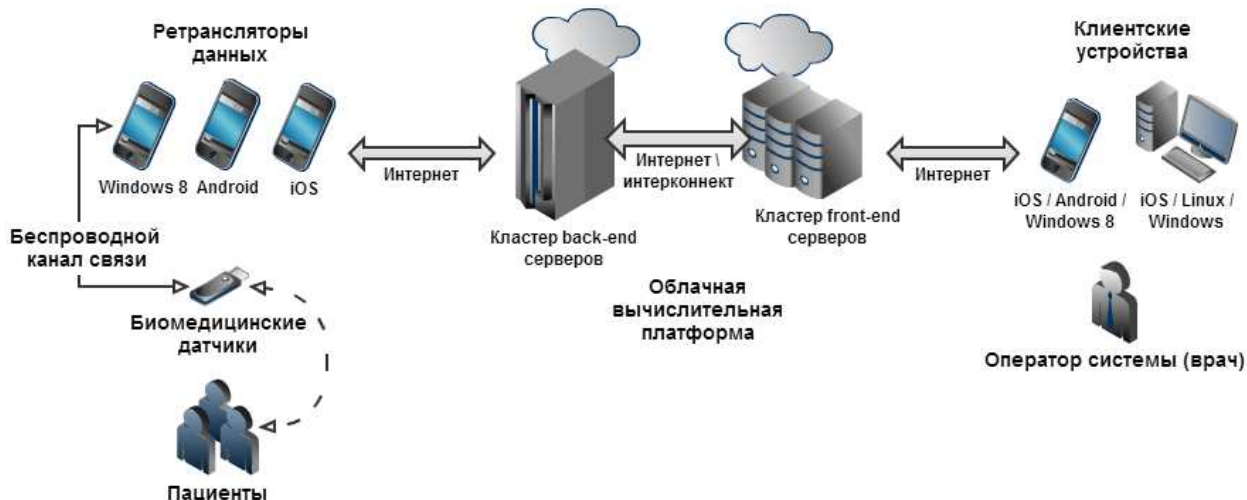 Ретрансляторы
данных
Windows 8
Android
iOS
Беспроводной
канал связи
Биомедицинские
датчики
Пациенты
Интернет
Кластер back-end
серверов
Интернет \
интерконнект
Кластер front-end
серверов
Облачная
вычислительная
платформа
Интернет
Клиентские
устройства
iOS / Android /
Windows 8
iOS / Linux /
Windows
Оператор системы (врач)